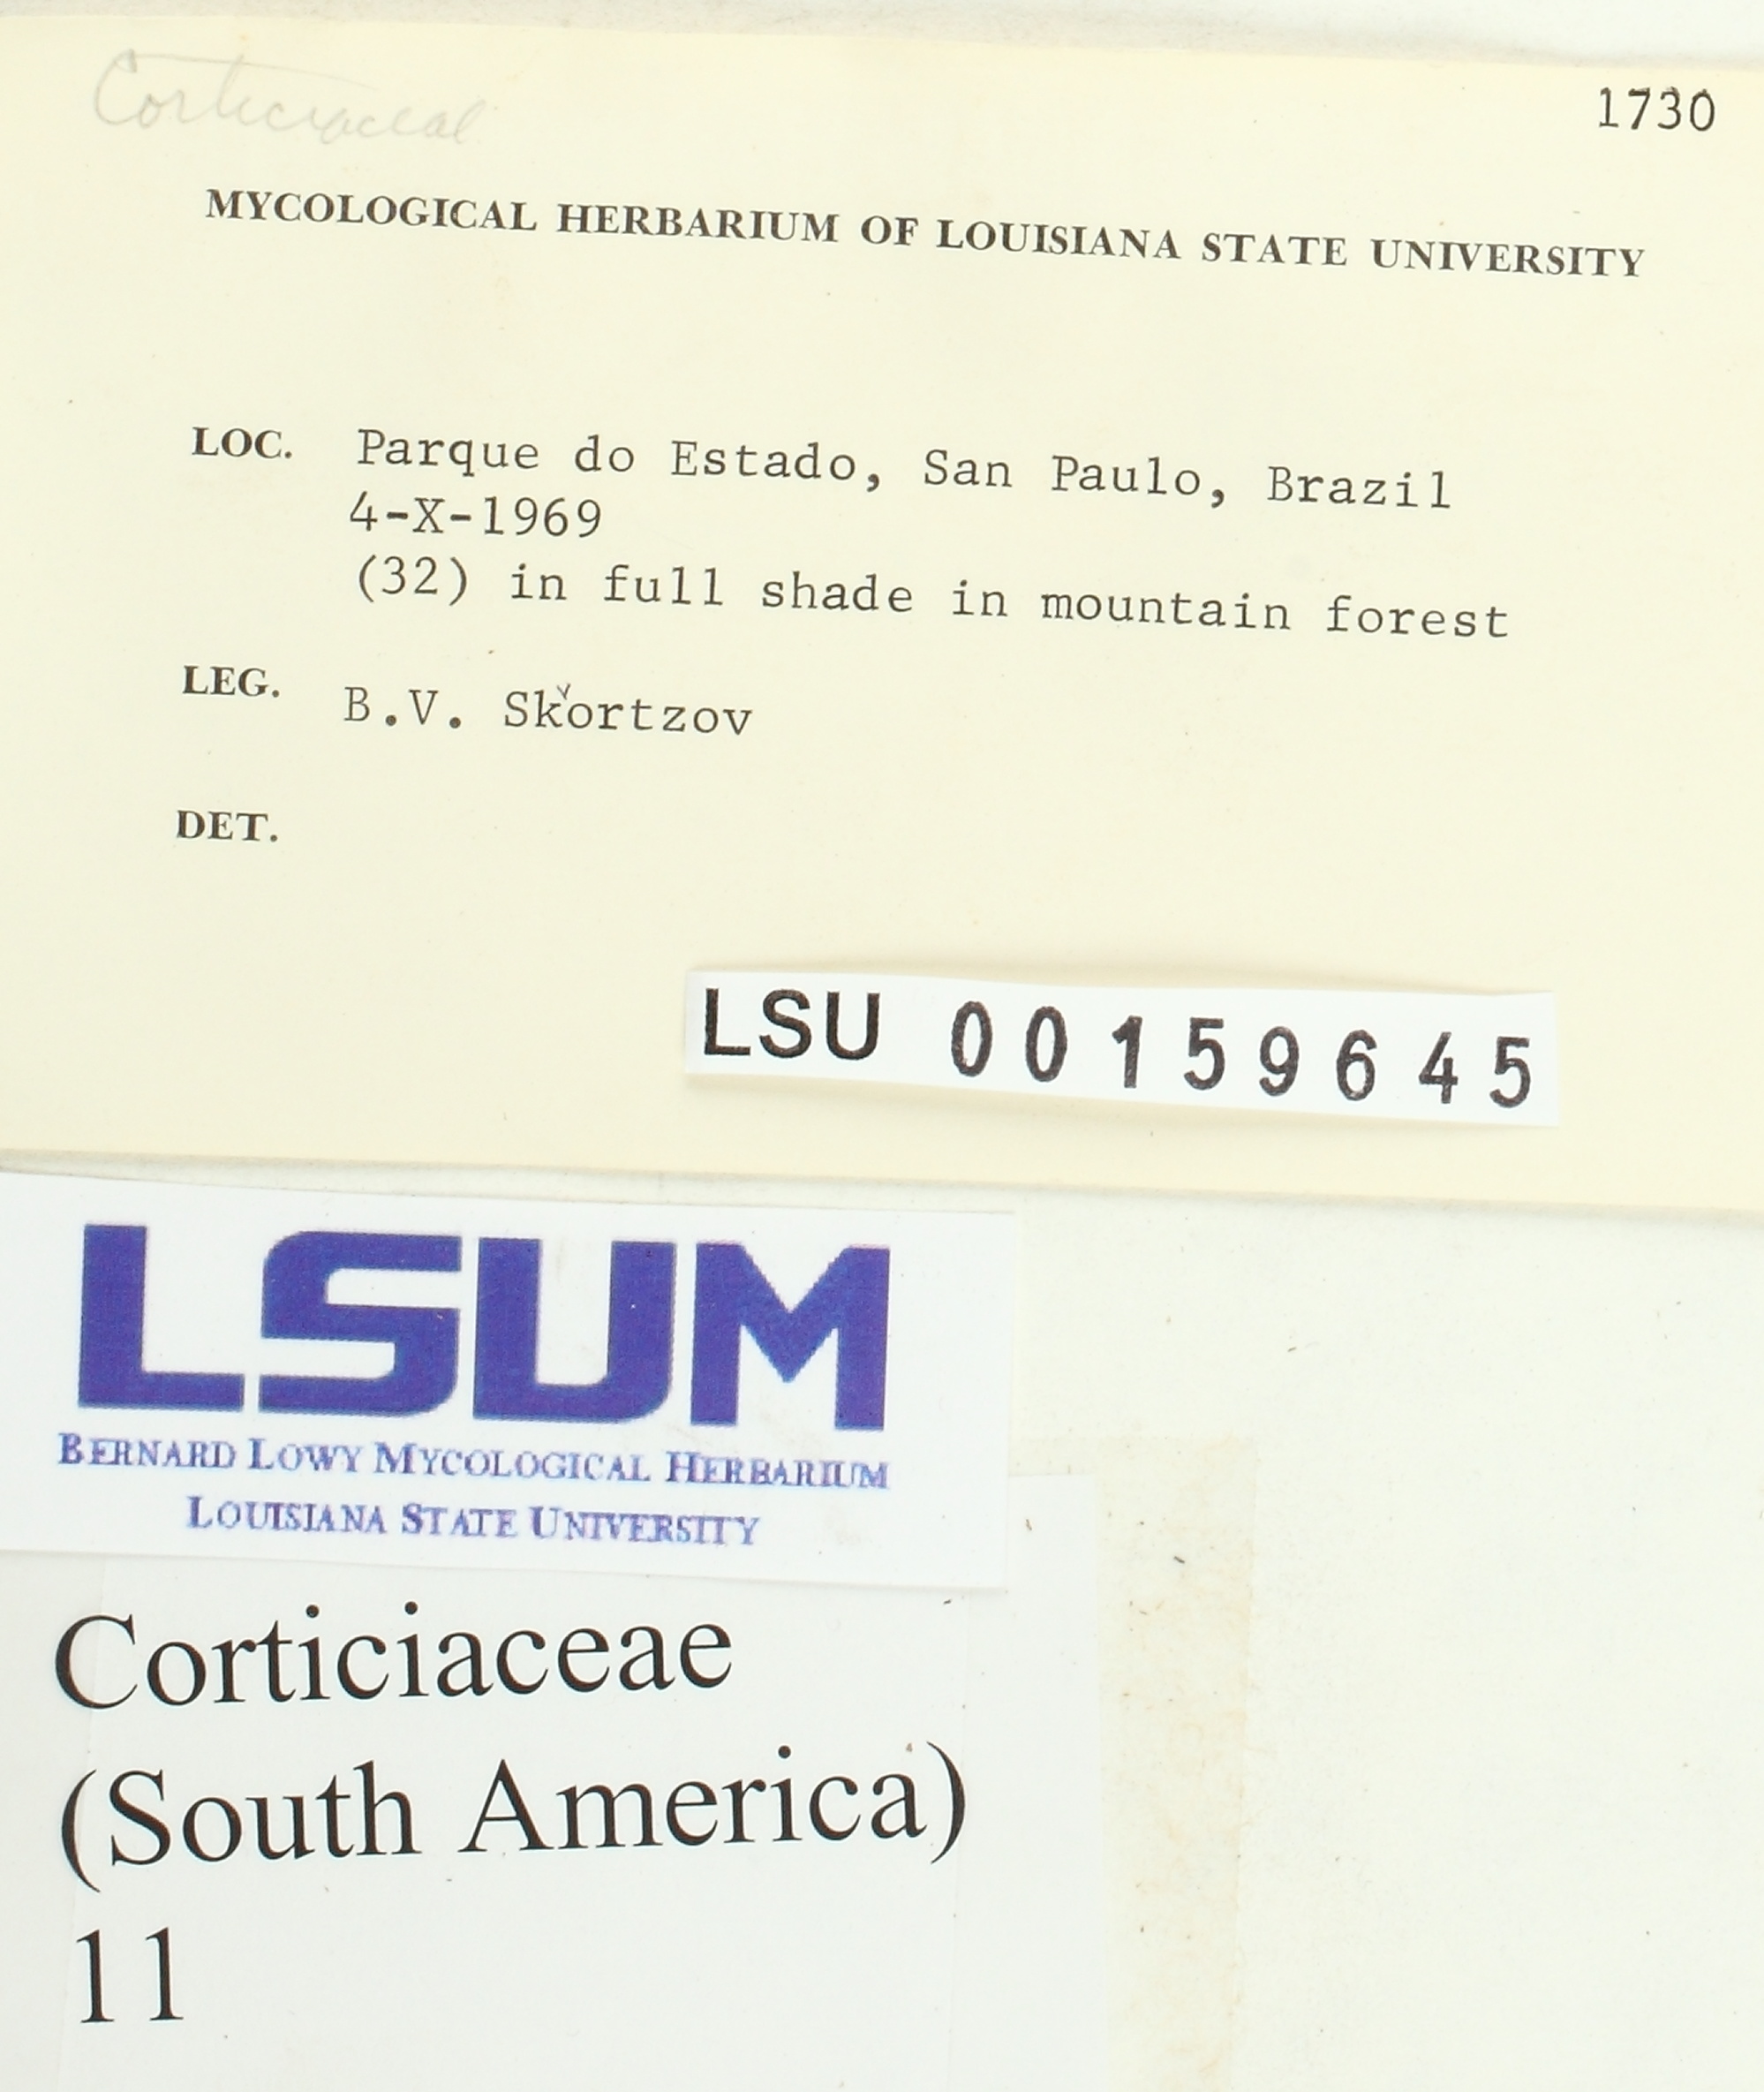 Corticiaceae
1730
MYCOLOGICAL HERBARIUM OF LOUISIANA STATE UNIVERSITY
LOC. Parque do Estado, San Paulo, Brazil
4-X-1969
(32) in full shade in mountain forest
LEG. B.V. Skvortzov
DET.
LSU 00159645
LSUM
BERNARD LOWY MYCOLOGICAL HERBARIUM
LOUISIANA STATE UNIVERSITY
Corticiaceae
(South America)
11